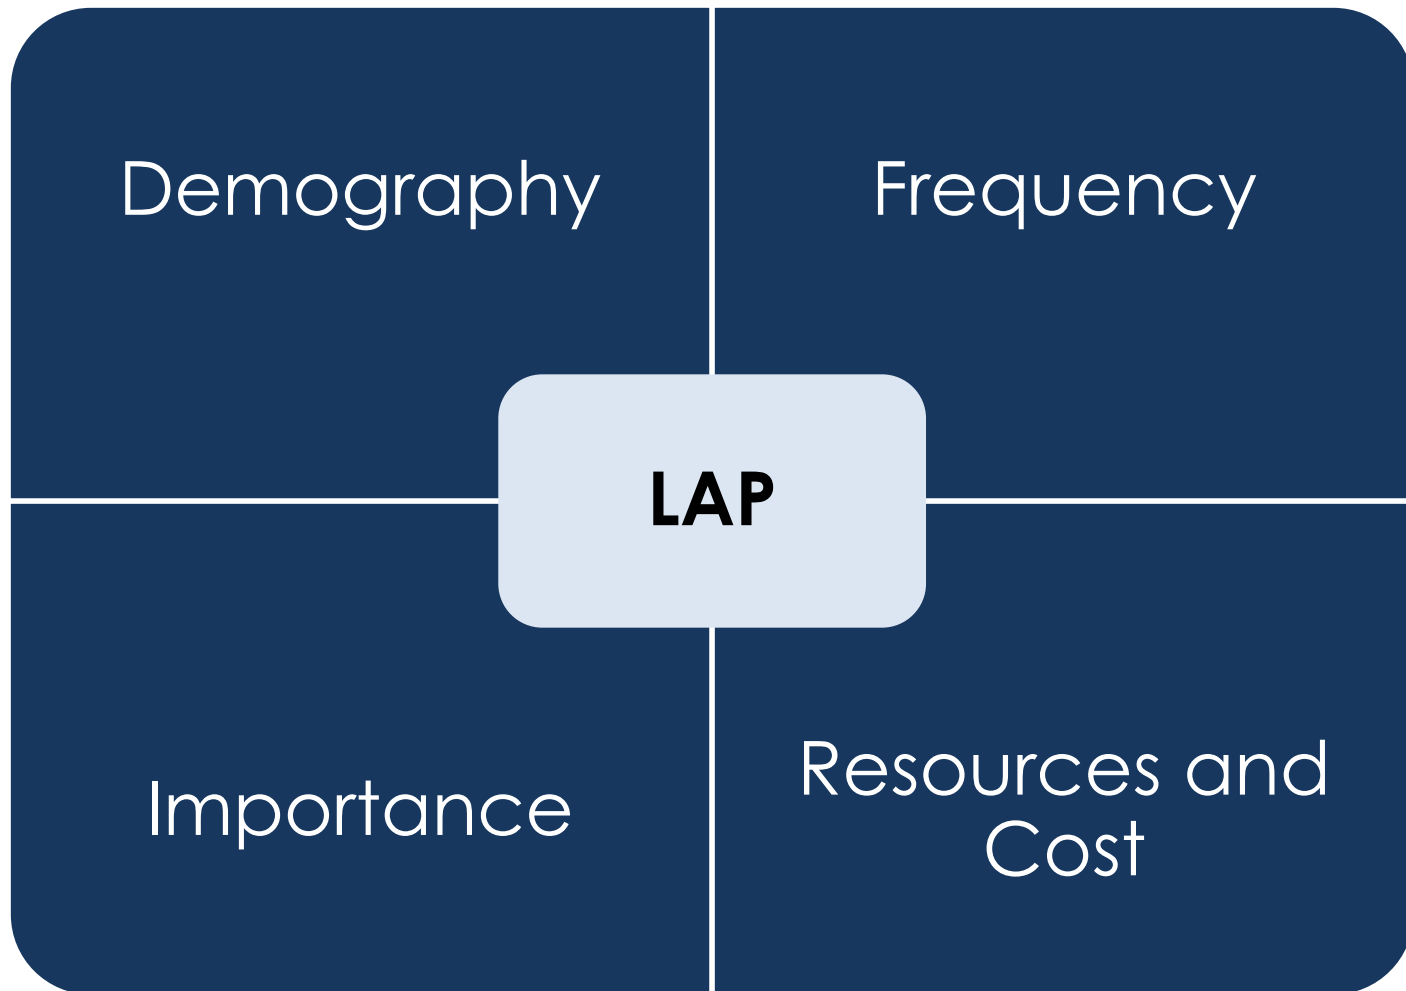 Demography
Frequency
LAP
Importance
Resources and
Cost